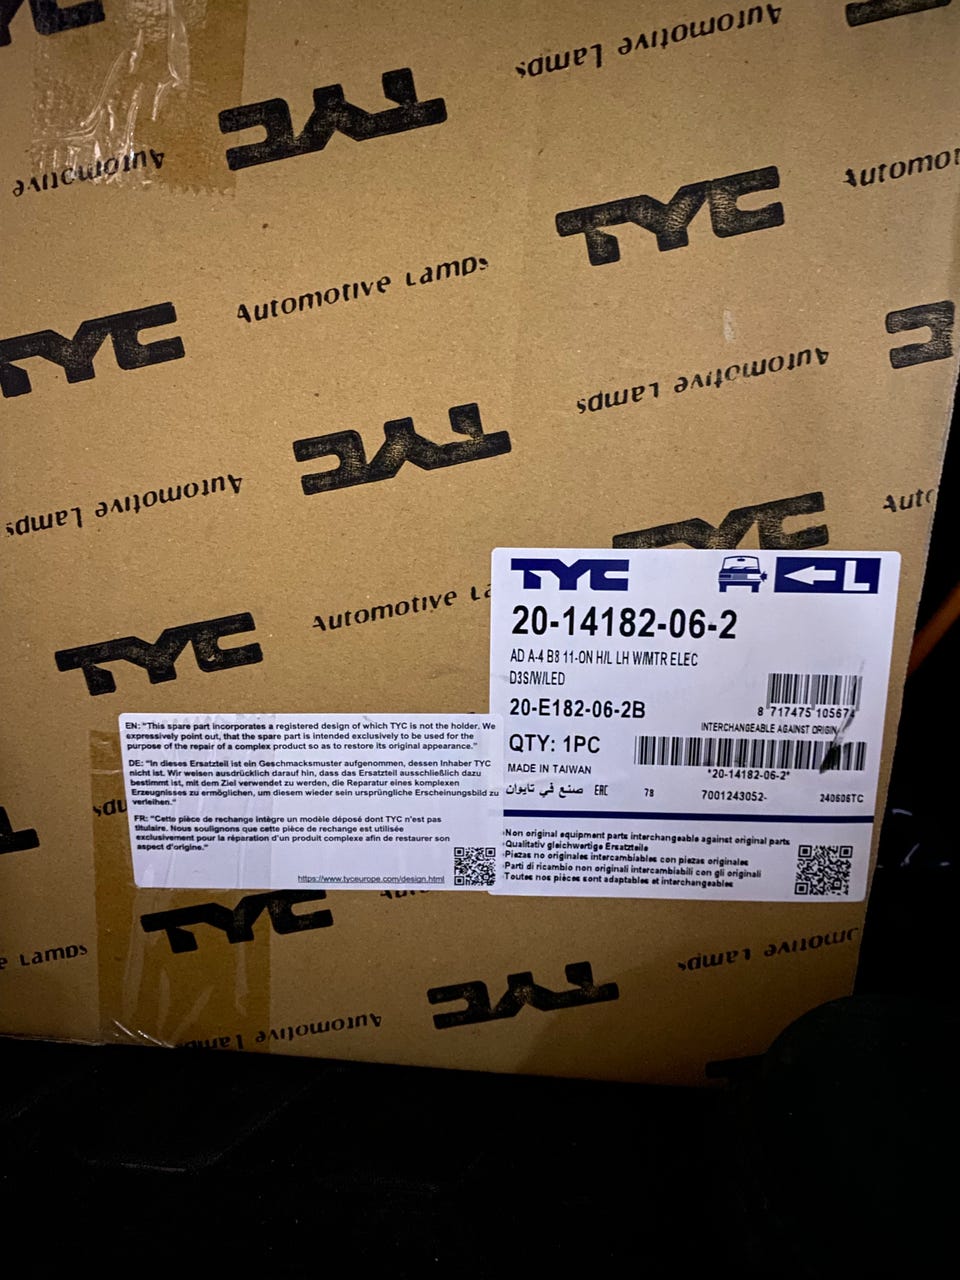 TYC
Automotive Lamps
TYC
Automotive
TYC
Automotive Lamps
TYC
Automotive Lamps
TYC
Automotive Lamps
TYC
TYC
Automotive
TYC
L
20-14182-06-2
AD A-4 B8 11-ON H/L LH W/MTR ELEC
D3S/W/LED
20-E182-06-2B
8 717475 10567
INTERCHANGEABLE AGAINST ORIGIN
QTY: 1PC
*20-14182-06-2*
MADE IN TAIWAN
صنع في تايوان EAC 78 7001243052- 240606TC
Non original equipment parts interchangeable against original parts
Qualitativ gleichwertige Ersatzteile
Piezas no originales intercambiables con piezas originales
Parti di ricambio non originali intercambiabili con gli originali
Toutes nos pièces sont adaptables et interchangeables
EN: "This spare part incorporates a registered design of which TYC is not the holder. We
expressively point out, that the spare part is intended exclusively to be used for the
purpose of the repair of a complex product so as to restore its original appearance."
DE: "In dieses Ersatzteil ist ein Geschmacksmuster aufgenommen, dessen Inhaber TYC
nicht ist. Wir weisen ausdrücklich darauf hin, dass das Ersatzteil ausschließlich dazu
bestimmt ist, mit dem Ziel verwendet zu werden, die Reparatur eines komplexen
Erzeugnisses zu ermöglichen, um diesem wieder sein ursprüngliche Erscheinungsbild zu
verleihen."
FR: "Cette pièce de rechange intègre un modèle déposé dont TYC n'est pas
titulaire. Nous soulignons que cette pièce de rechange est utilisée
exclusivement pour la réparation d'un produit complexe afin de restaurer son
aspect d'origine."
https://www.tyceurope.com/design.html
TYC
Lamps
Automotive Lamps
TYC
Automotive Lamps